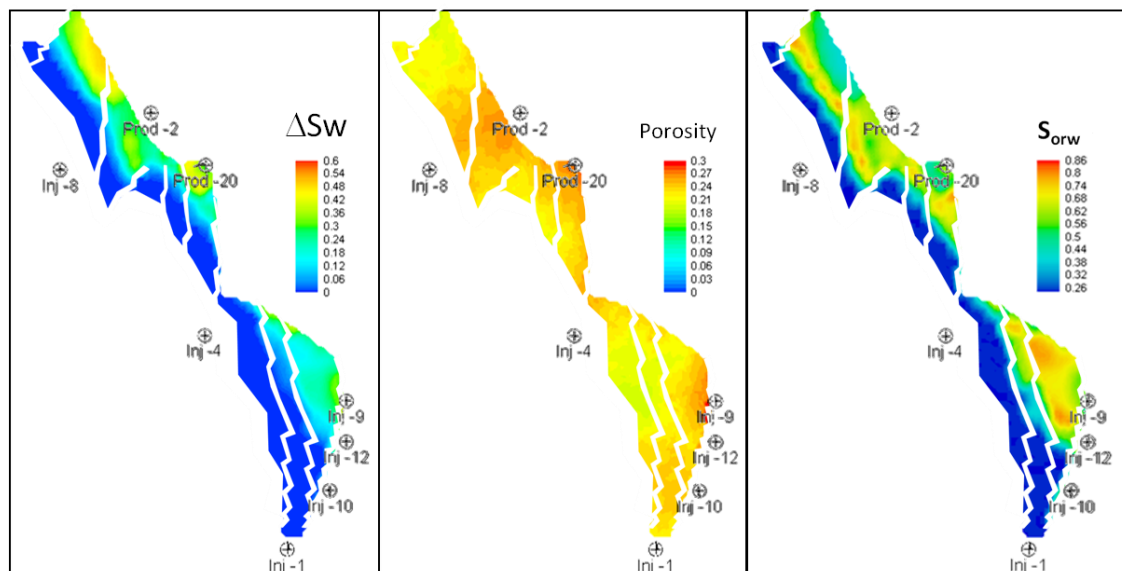 ΔSw
Prod -2
0.6
0.54
0.48
0.42
0.36
0.3
0.24
0.18
0.12
0.06
0
Inj -8
Prod -20
Inj -4
Inj -9
Inj -12
Inj -10
Inj -1
Porosity
Prod -2
0.3
0.27
0.24
0.21
0.18
0.15
0.12
0.09
0.06
0.03
0
Inj -8
Prod -20
Inj -4
Inj -9
Inj -12
Inj -10
Inj -1
Sorw
Prod -2
0.86
0.8
0.74
0.68
0.62
0.56
0.5
0.44
0.38
0.32
0.26
Inj -8
Prod -20
Inj -4
Inj -9
Inj -12
Inj -10
Inj -1